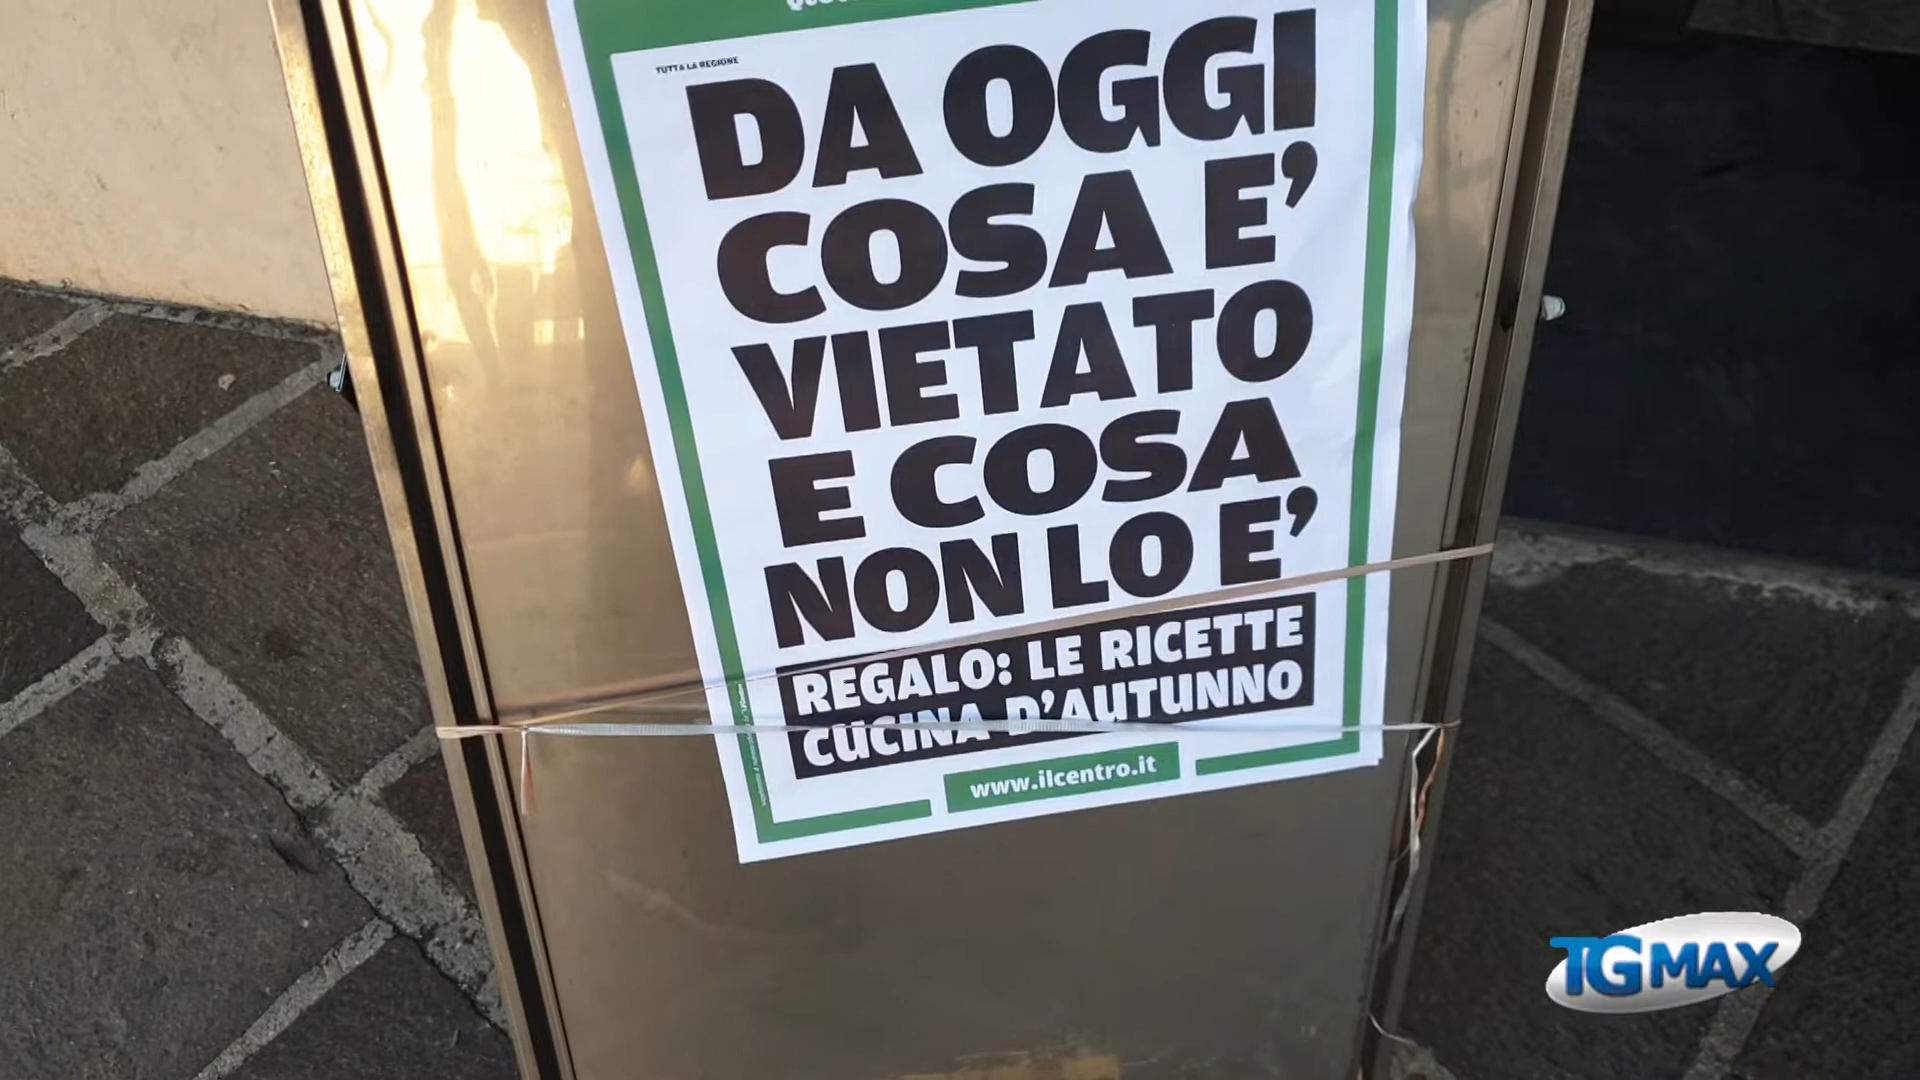 TUTTA LA REGIONE
DA OGGI
COSA E'
VIETATO
E COSA
NON LO E'
REGALO: LE RICETTE
CUCINA D'AUTUNNO
www.ilcentro.it
TGMAX